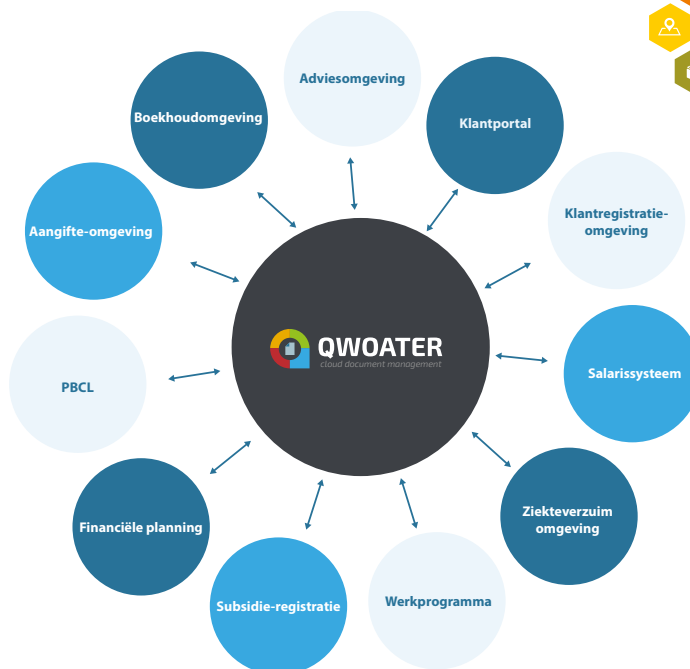 Adviesomgeving
Boekhoudomgeving
Klantportal
Klantregistratie-
omgeving
Aangifte-omgeving
QWOATER
cloud document management
Salarissysteem
PBCL
Ziekteverzuim
omgeving
Financiële planning
Werkprogramma
Subsidie-registratie